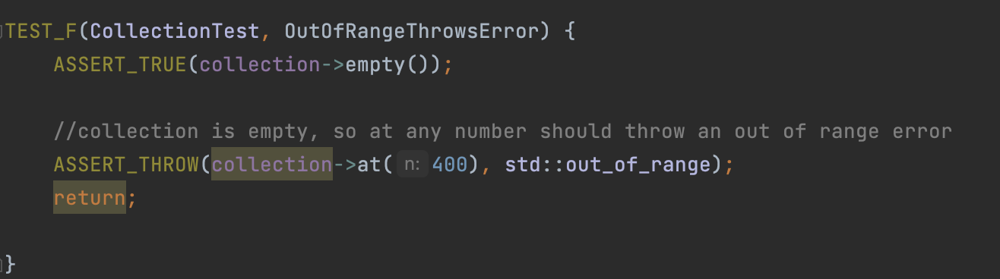 TEST_F(CollectionTest, OutOfRangeThrowsError) {
ASSERT_TRUE(collection->empty());
//collection is empty, so at any number should throw an out of range error
ASSERT_THROW(collection->at( n: 400), std::out_of_range);
return;
}